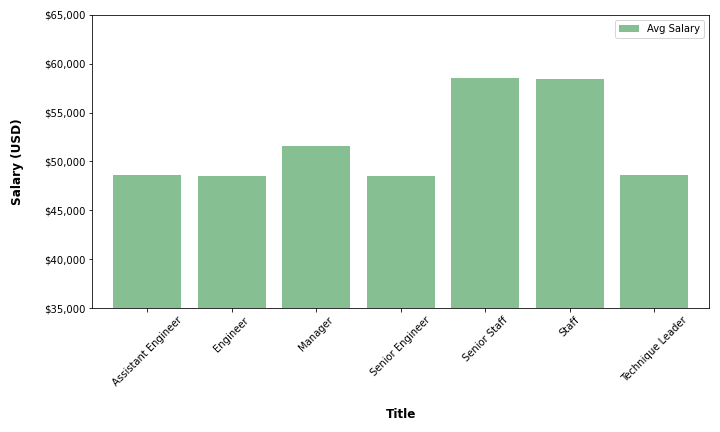 $65,000
$60,000
$55,000
$50,000
$45,000
$40,000
$35,000
Salary (USD)
Avg Salary
Assistant Engineer
Engineer
Manager
Senior Engineer
Senior Staff
Staff
Technique Leader
Title